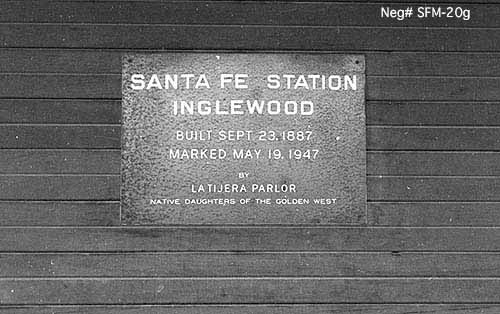 Neg# SFM-20g
SANTA FE STATION
INGLEWOOD
BUILT SEPT. 23. 1887
MARKED MAY 19. 1947
BY
LA TIJERA PARLOR
NATIVE DAUGHTERS OF THE GOLDEN WEST